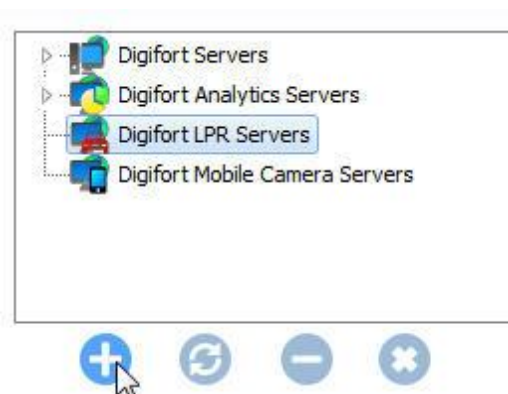 Digifort Servers
Digifort Analytics Servers
Digifort LPR Servers
Digifort Mobile Camera Servers